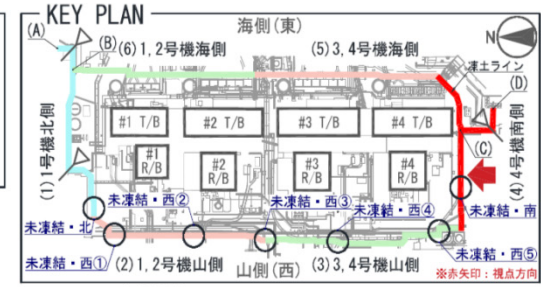 KEY PLAN
海側(東)
N
(A)
(B)
(6)1,2号機海側
(5)3,4号機海側
凍土ライン
(D)
(1)1号機北側
#1 T/B
#2 T/B
#3 T/B
#4 T/B
(C)
#1
R/B
#2
R/B
#3
R/B
#4
R/B
(4)4号機南側
未凍結・北
未凍結・西②
未凍結・西③
未凍結・西④
未凍結・南
未凍結・西①
(2)1,2号機山側
山側(西)
(3)3,4号機山側
未凍結・西⑤
※赤矢印：視点方向